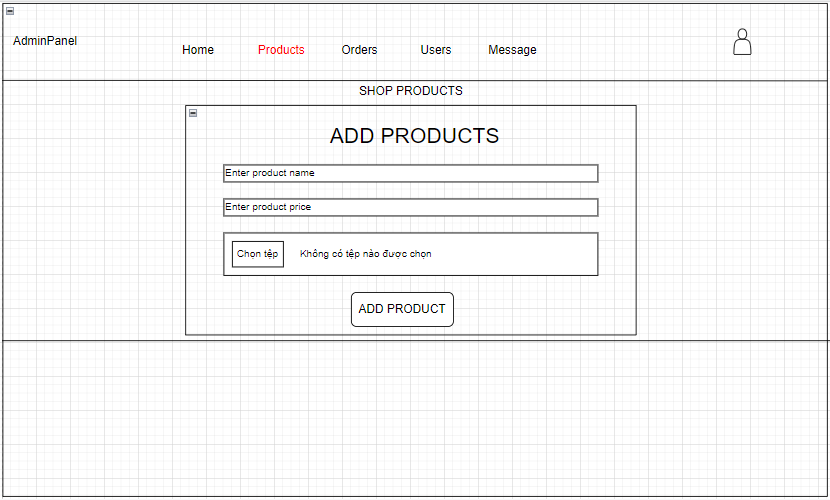 AdminPanel
Home Products Orders Users Message
SHOP PRODUCTS
ADD PRODUCTS
Enter product name
Enter product price
Chọn tệp Không có tệp nào được chọn
ADD PRODUCT